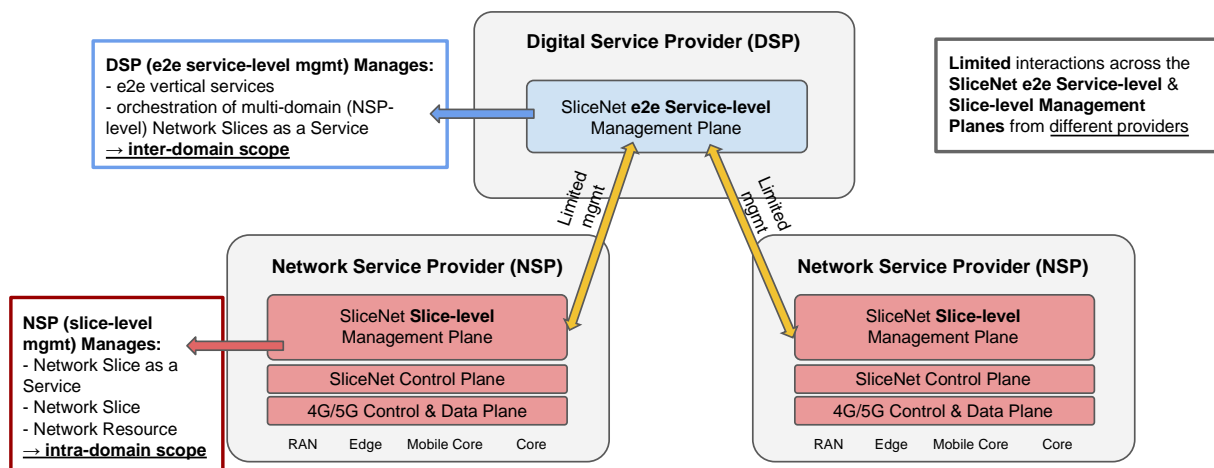 Digital Service Provider (DSP)
DSP (e2e service-level mgmt) Manages:
- e2e vertical services
- orchestration of multi-domain (NSP-
level) Network Slices as a Service
→ inter-domain scope
SliceNet e2e Service-level
Management Plane
Limited interactions across the
SliceNet e2e Service-level &
Slice-level Management
Planes from different providers
Limited
mgmt
Limited
mgmt
Network Service Provider (NSP)
SliceNet Slice-level
Management Plane
SliceNet Control Plane
4G/5G Control & Data Plane
RAN Edge Mobile Core Core
NSP (slice-level
mgmt) Manages:
- Network Slice as a
Service
- Network Slice
- Network Resource
→ intra-domain scope
Network Service Provider (NSP)
SliceNet Slice-level
Management Plane
SliceNet Control Plane
4G/5G Control & Data Plane
RAN Edge Mobile Core Core